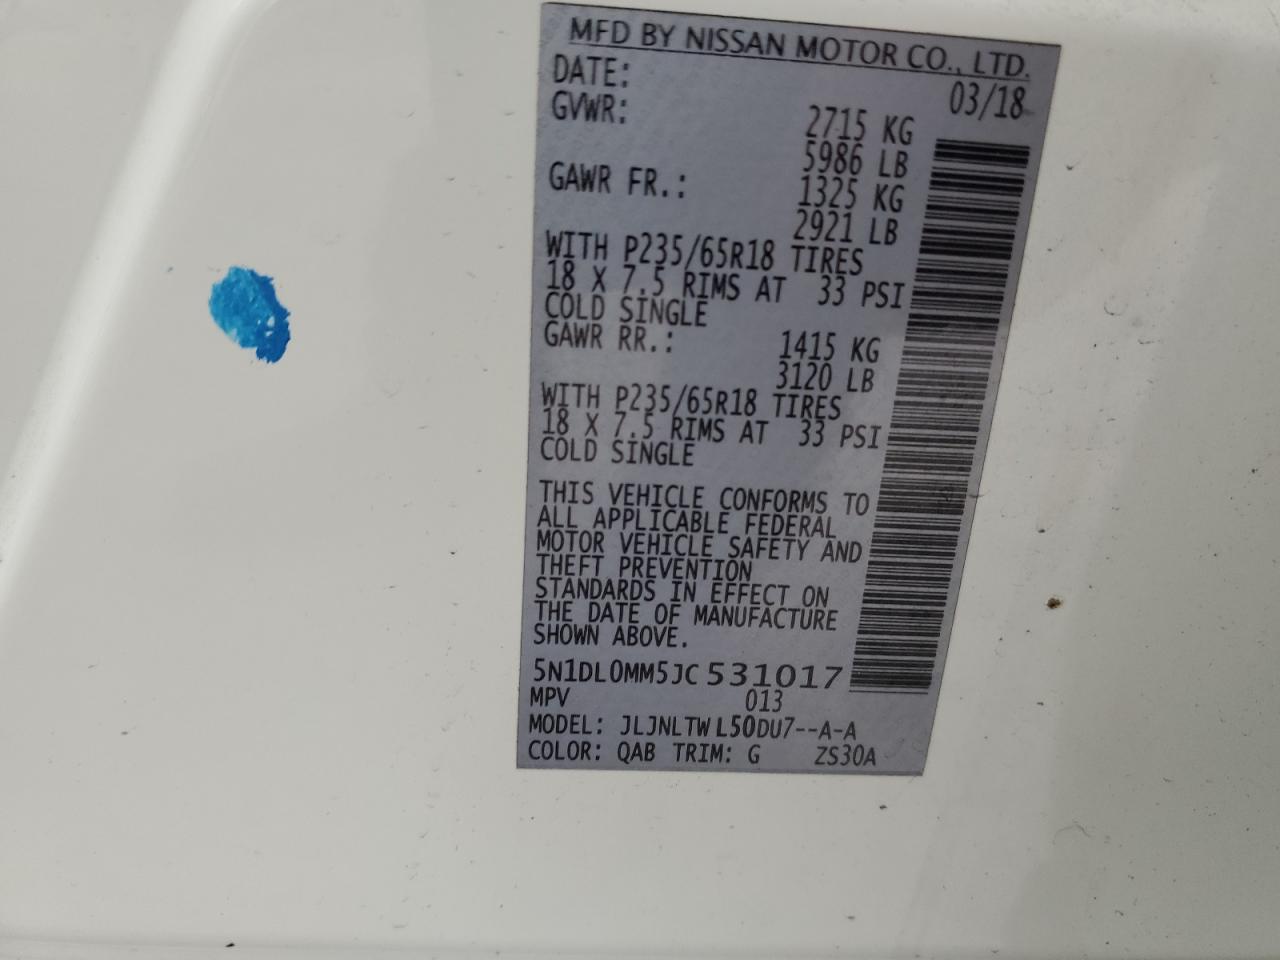 MFD BY NISSAN MOTOR CO., LTD.
DATE: 03/18
GVWR: 2715 KG
5986 LB
GAWR FR.: 1325 KG
2921 LB
WITH P235/65R18 TIRES
18 X 7.5 RIMS AT 33 PSI
COLD SINGLE
GAWR RR.: 1415 KG
3120 LB
WITH P235/65R18 TIRES
18 X 7.5 RIMS AT 33 PSI
COLD SINGLE
THIS VEHICLE CONFORMS TO
ALL APPLICABLE FEDERAL
MOTOR VEHICLE SAFETY AND
THEFT PREVENTION
STANDARDS IN EFFECT ON
THE DATE OF MANUFACTURE
SHOWN ABOVE.
5N1DL0MM5JC531017
MPV 013
MODEL: JLJNLTWL50DU7--A-A
COLOR: QAB TRIM: G ZS30A